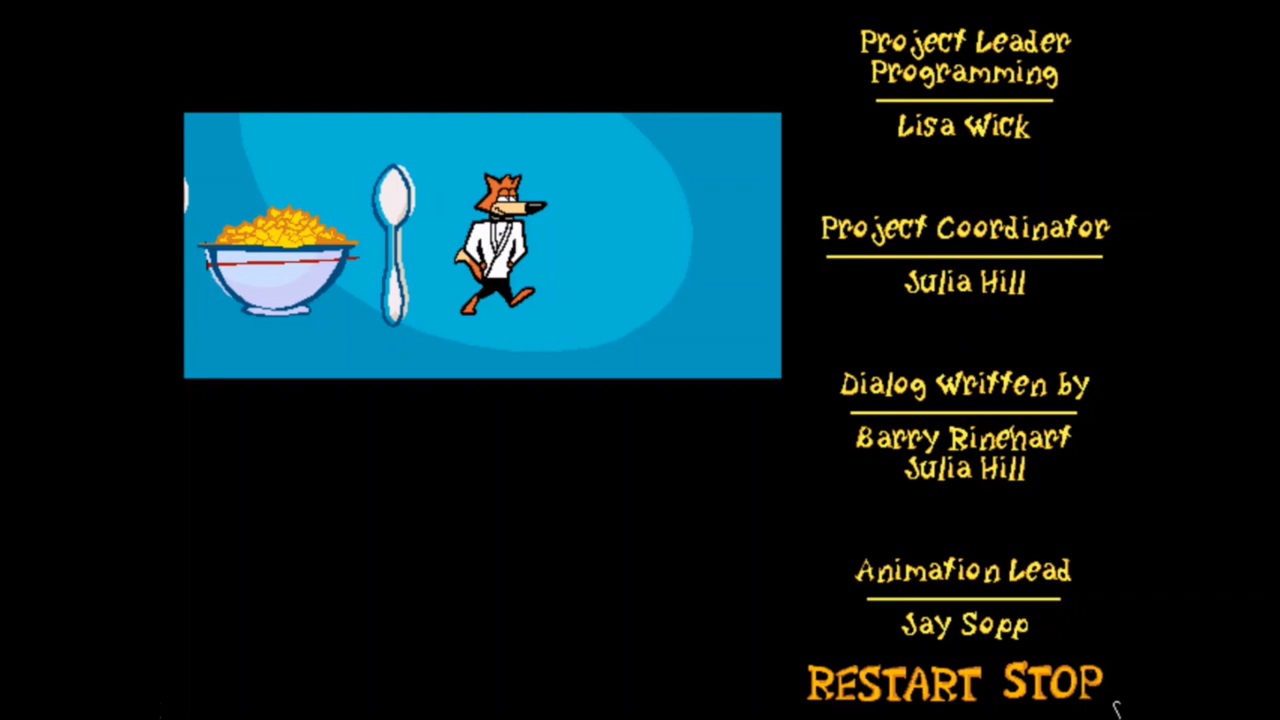 Project Leader
Programming
Lisa Wick
Project Coordinator
Julia Hill
Dialog Written by
Barry Rinehart
Julia Hill
Animation Lead
Jay Sopp
RESTART STOP